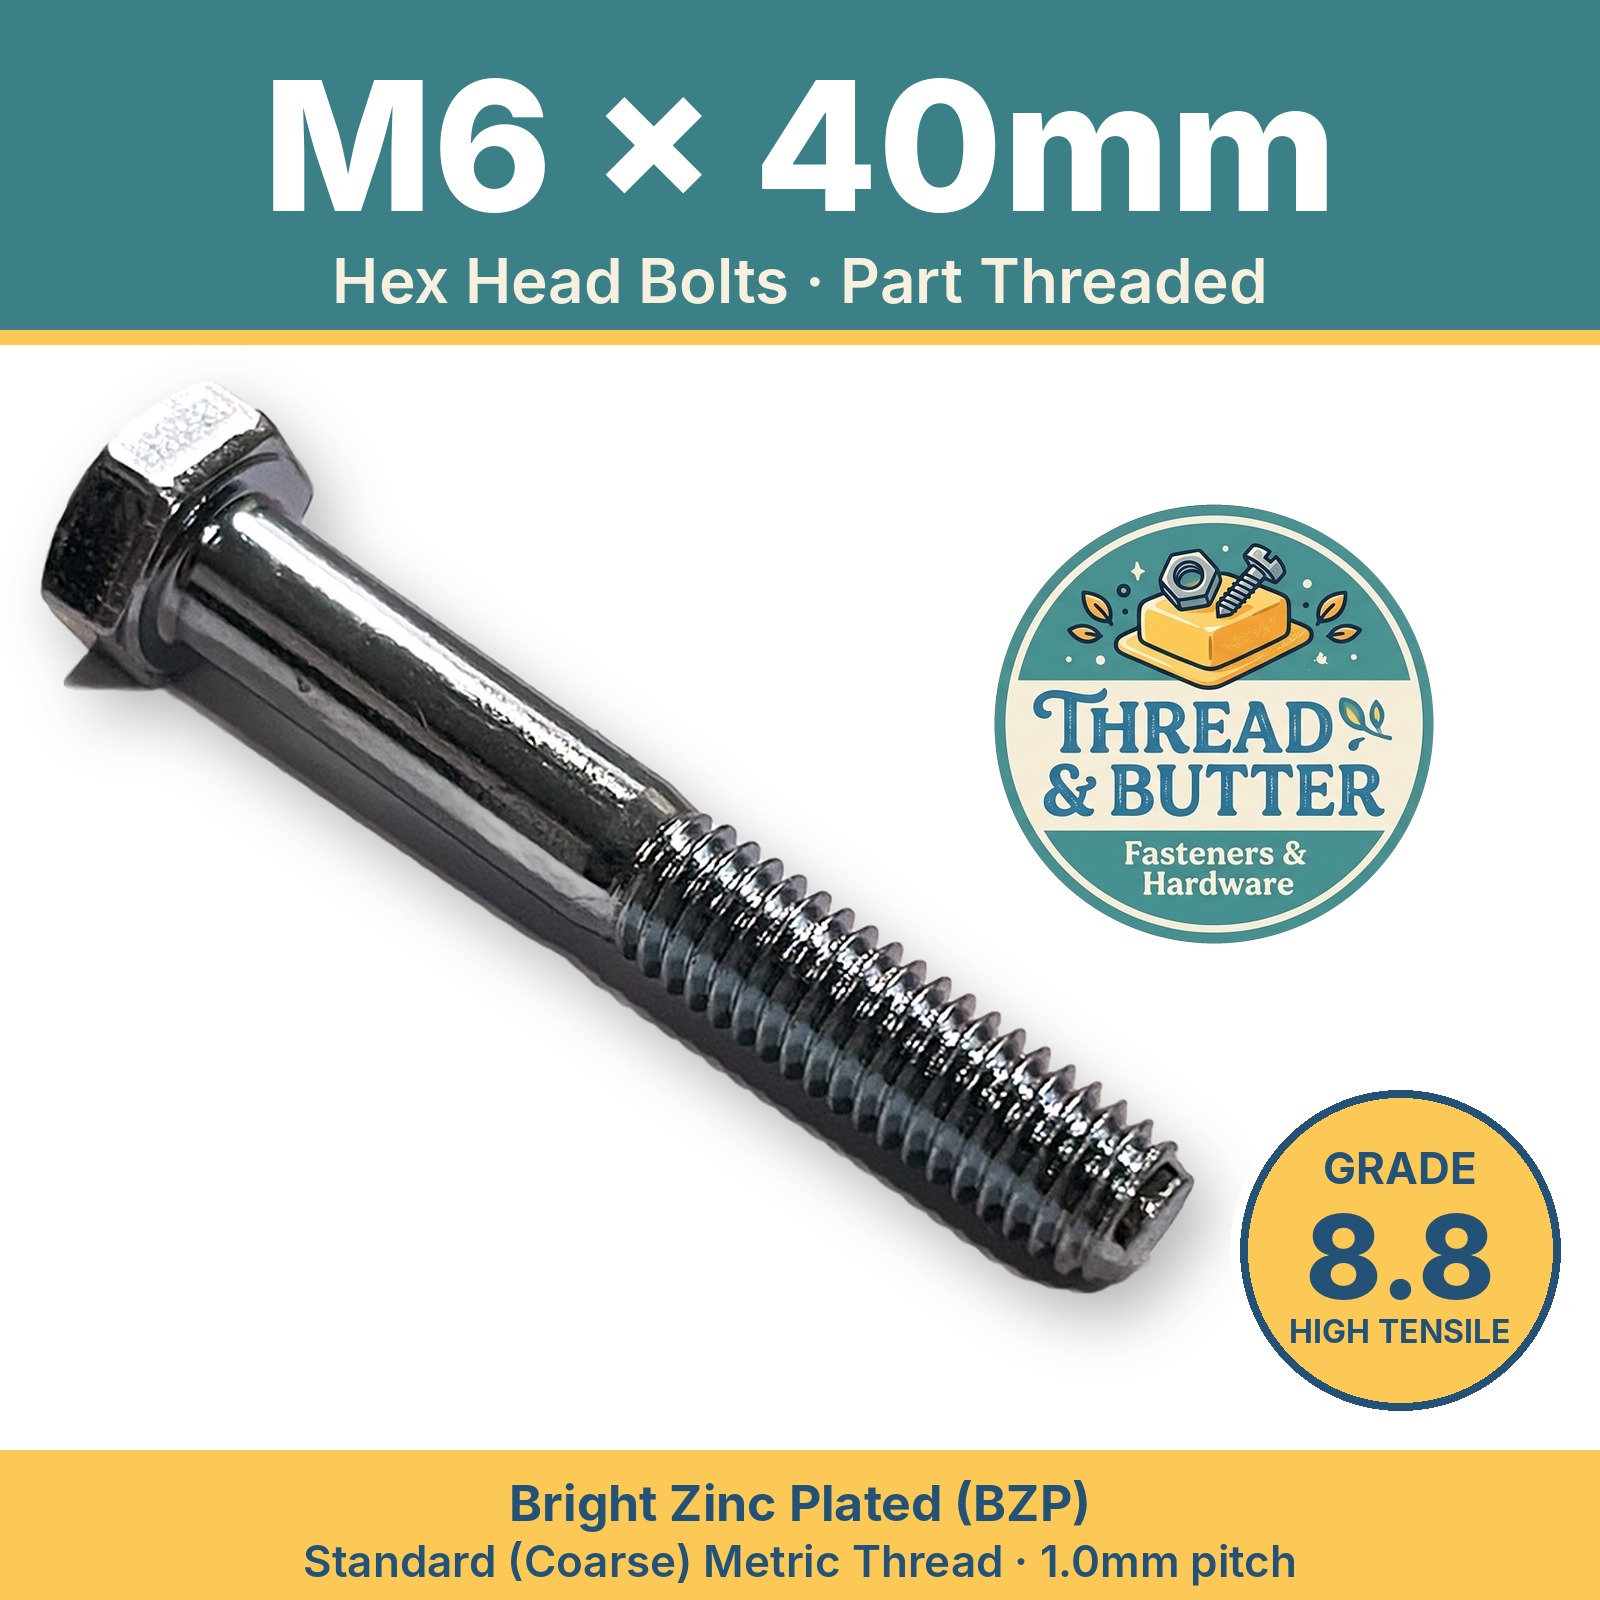 M6 × 40mm
Hex Head Bolts · Part Threaded
THREAD
& BUTTER
Fasteners &
Hardware
GRADE
8.8
HIGH TENSILE
Bright Zinc Plated (BZP)
Standard (Coarse) Metric Thread · 1.0mm pitch